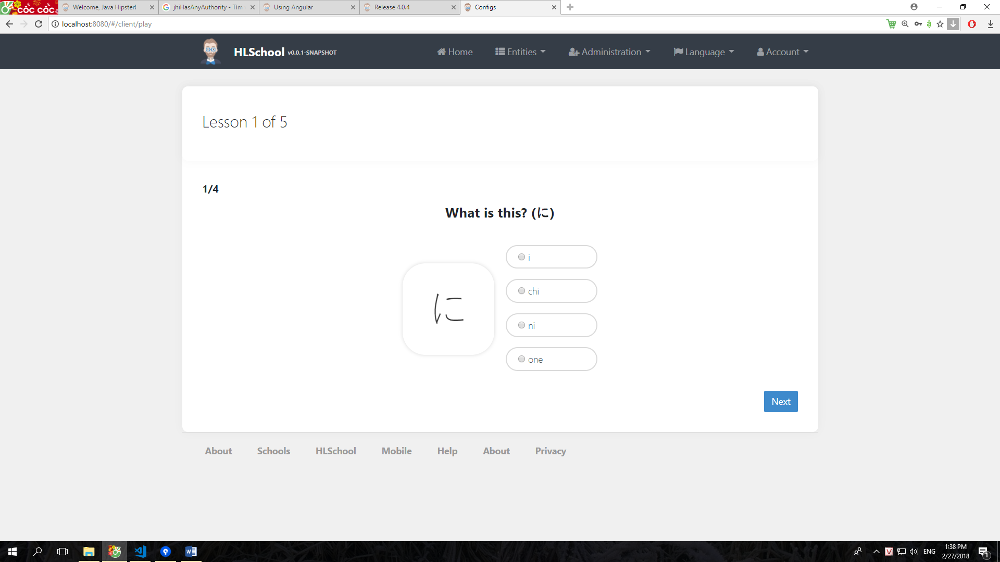 CỐC CỐC
Welcome, Java Hipster!
jhiHasAnyAuthority - Tìm
Using Angular
Release 4.0.4
Configs
localhost:8080/#/client/play
HLSchool v0.0.1-SNAPSHOT
Home
Entities
Administration
Language
Account
Lesson 1 of 5
1/4
What is this? (に)
に
i
chi
ni
one
Next
About
Schools
HLSchool
Mobile
Help
About
Privacy
ENG
1:38 PM
2/27/2018
1